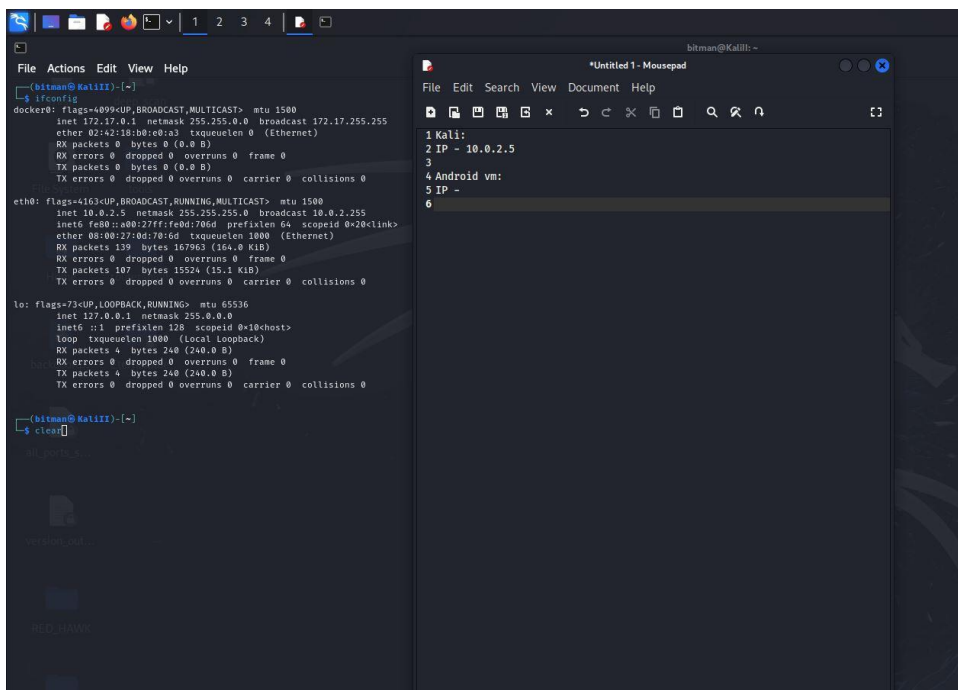 1 2 3 4
bitman@KaliII: ~
File Actions Edit View Help
┌──(bitman㉿KaliII)-[~]
└─$ ifconfig
docker0: flags=4099<UP,BROADCAST,MULTICAST> mtu 1500
inet 172.17.0.1 netmask 255.255.0.0 broadcast 172.17.255.255
ether 02:42:18:b0:e0:a3 txqueuelen 0 (Ethernet)
RX packets 0 bytes 0 (0.0 B)
RX errors 0 dropped 0 overruns 0 frame 0
TX packets 0 bytes 0 (0.0 B)
TX errors 0 dropped 0 overruns 0 carrier 0 collisions 0
eth0: flags=4163<UP,BROADCAST,RUNNING,MULTICAST> mtu 1500
inet 10.0.2.5 netmask 255.255.255.0 broadcast 10.0.2.255
inet6 fe80::a00:27ff:fe0d:706d prefixlen 64 scopeid 0×20<link>
ether 08:00:27:0d:70:6d txqueuelen 1000 (Ethernet)
RX packets 139 bytes 167963 (164.0 KiB)
RX errors 0 dropped 0 overruns 0 frame 0
TX packets 107 bytes 15524 (15.1 KiB)
TX errors 0 dropped 0 overruns 0 carrier 0 collisions 0
lo: flags=73<UP,LOOPBACK,RUNNING> mtu 65536
inet 127.0.0.1 netmask 255.0.0.0
inet6 ::1 prefixlen 128 scopeid 0×10<host>
loop txqueuelen 1000 (Local Loopback)
RX packets 4 bytes 240 (240.0 B)
RX errors 0 dropped 0 overruns 0 frame 0
TX packets 4 bytes 240 (240.0 B)
TX errors 0 dropped 0 overruns 0 carrier 0 collisions 0
┌──(bitman㉿KaliII)-[~]
└─$ clear
File System
RED_HAWK
*Untitled 1 - Mousepad
File Edit Search View Document Help
1 Kali:
2 IP - 10.0.2.5
3
4 Android vm:
5 IP -
6